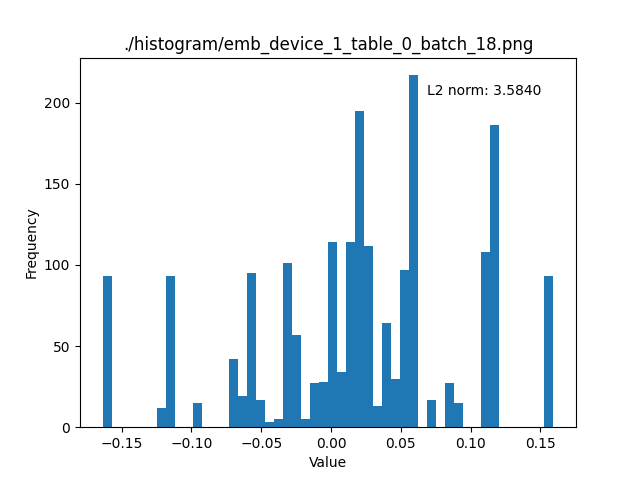 ./histogram/emb_device_1_table_0_batch_18.png
L2 norm: 3.5840
200
150
100
50
0
Frequency
−0.15 −0.10 −0.05 0.00 0.05 0.10 0.15
Value